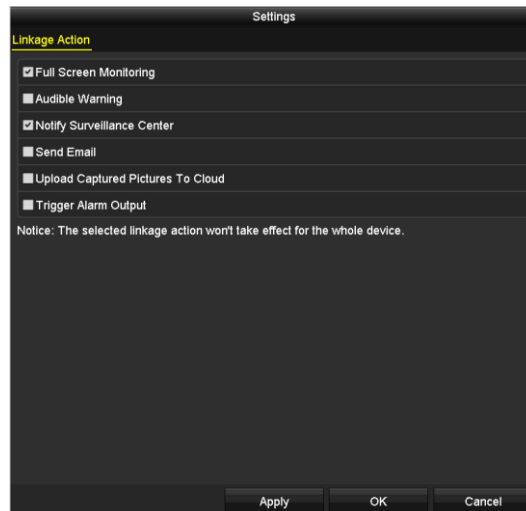 Settings
Linkage Action
Full Screen Monitoring
Audible Warning
Notify Surveillance Center
Send Email
Upload Captured Pictures To Cloud
Trigger Alarm Output
Notice: The selected linkage action won't take effect for the whole device.
Apply OK Cancel